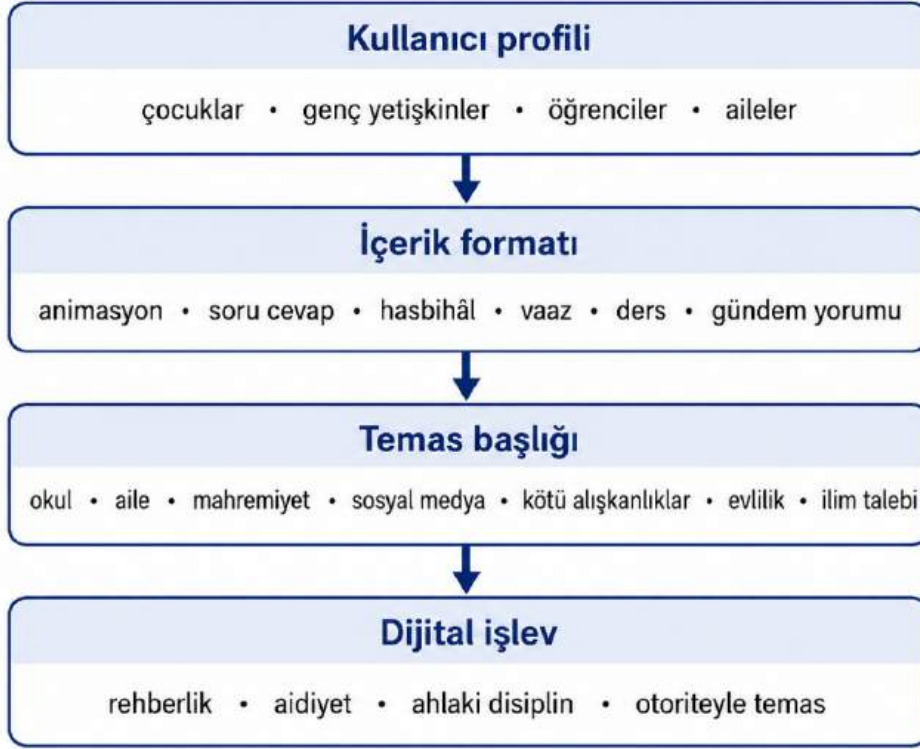 Kullanıcı profili
çocuklar • genç yetişkinler • öğrenciler • aileler
İçerik formatı
animasyon • soru cevap • hasbihâl • vaaz • ders • gündem yorumu
Temas başlığı
okul • aile • mahremiyet • sosyal medya • kötü alışkanlıklar • evlilik • ilim talebi
Dijital işlev
rehberlik • aidiyet • ahlaki disiplin • otoriteyle temas